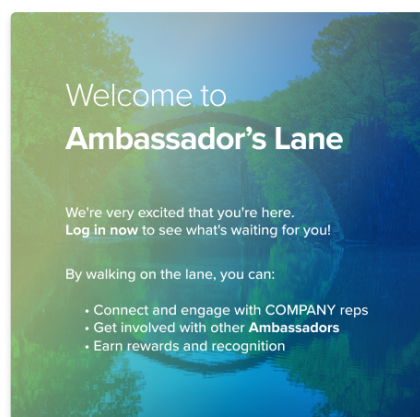 Welcome to
Ambassador's Lane
We're very excited that you're here.
Log in now to see what's waiting for you!
By walking on the lane, you can:
• Connect and engage with COMPANY reps
• Get involved with other Ambassadors
• Earn rewards and recognition